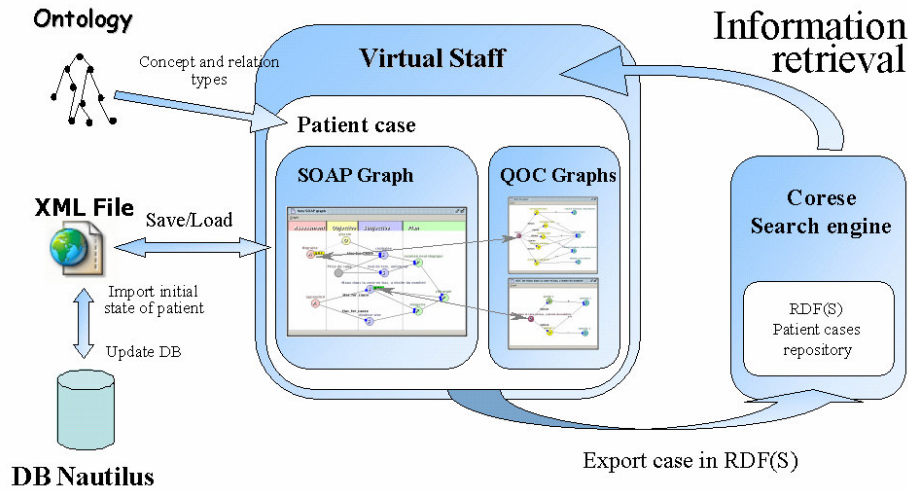 Ontology
Information
retrieval
Concept and relation
types
Virtual Staff
Patient case
SOAP Graph
QOC Graphs
XML File
Save/Load
Plan
Import initial
state of patient
Update DB
DB Nautilus
Corese
Search engine
RDF(S)
Patient cases
repository
Export case in RDF(S)